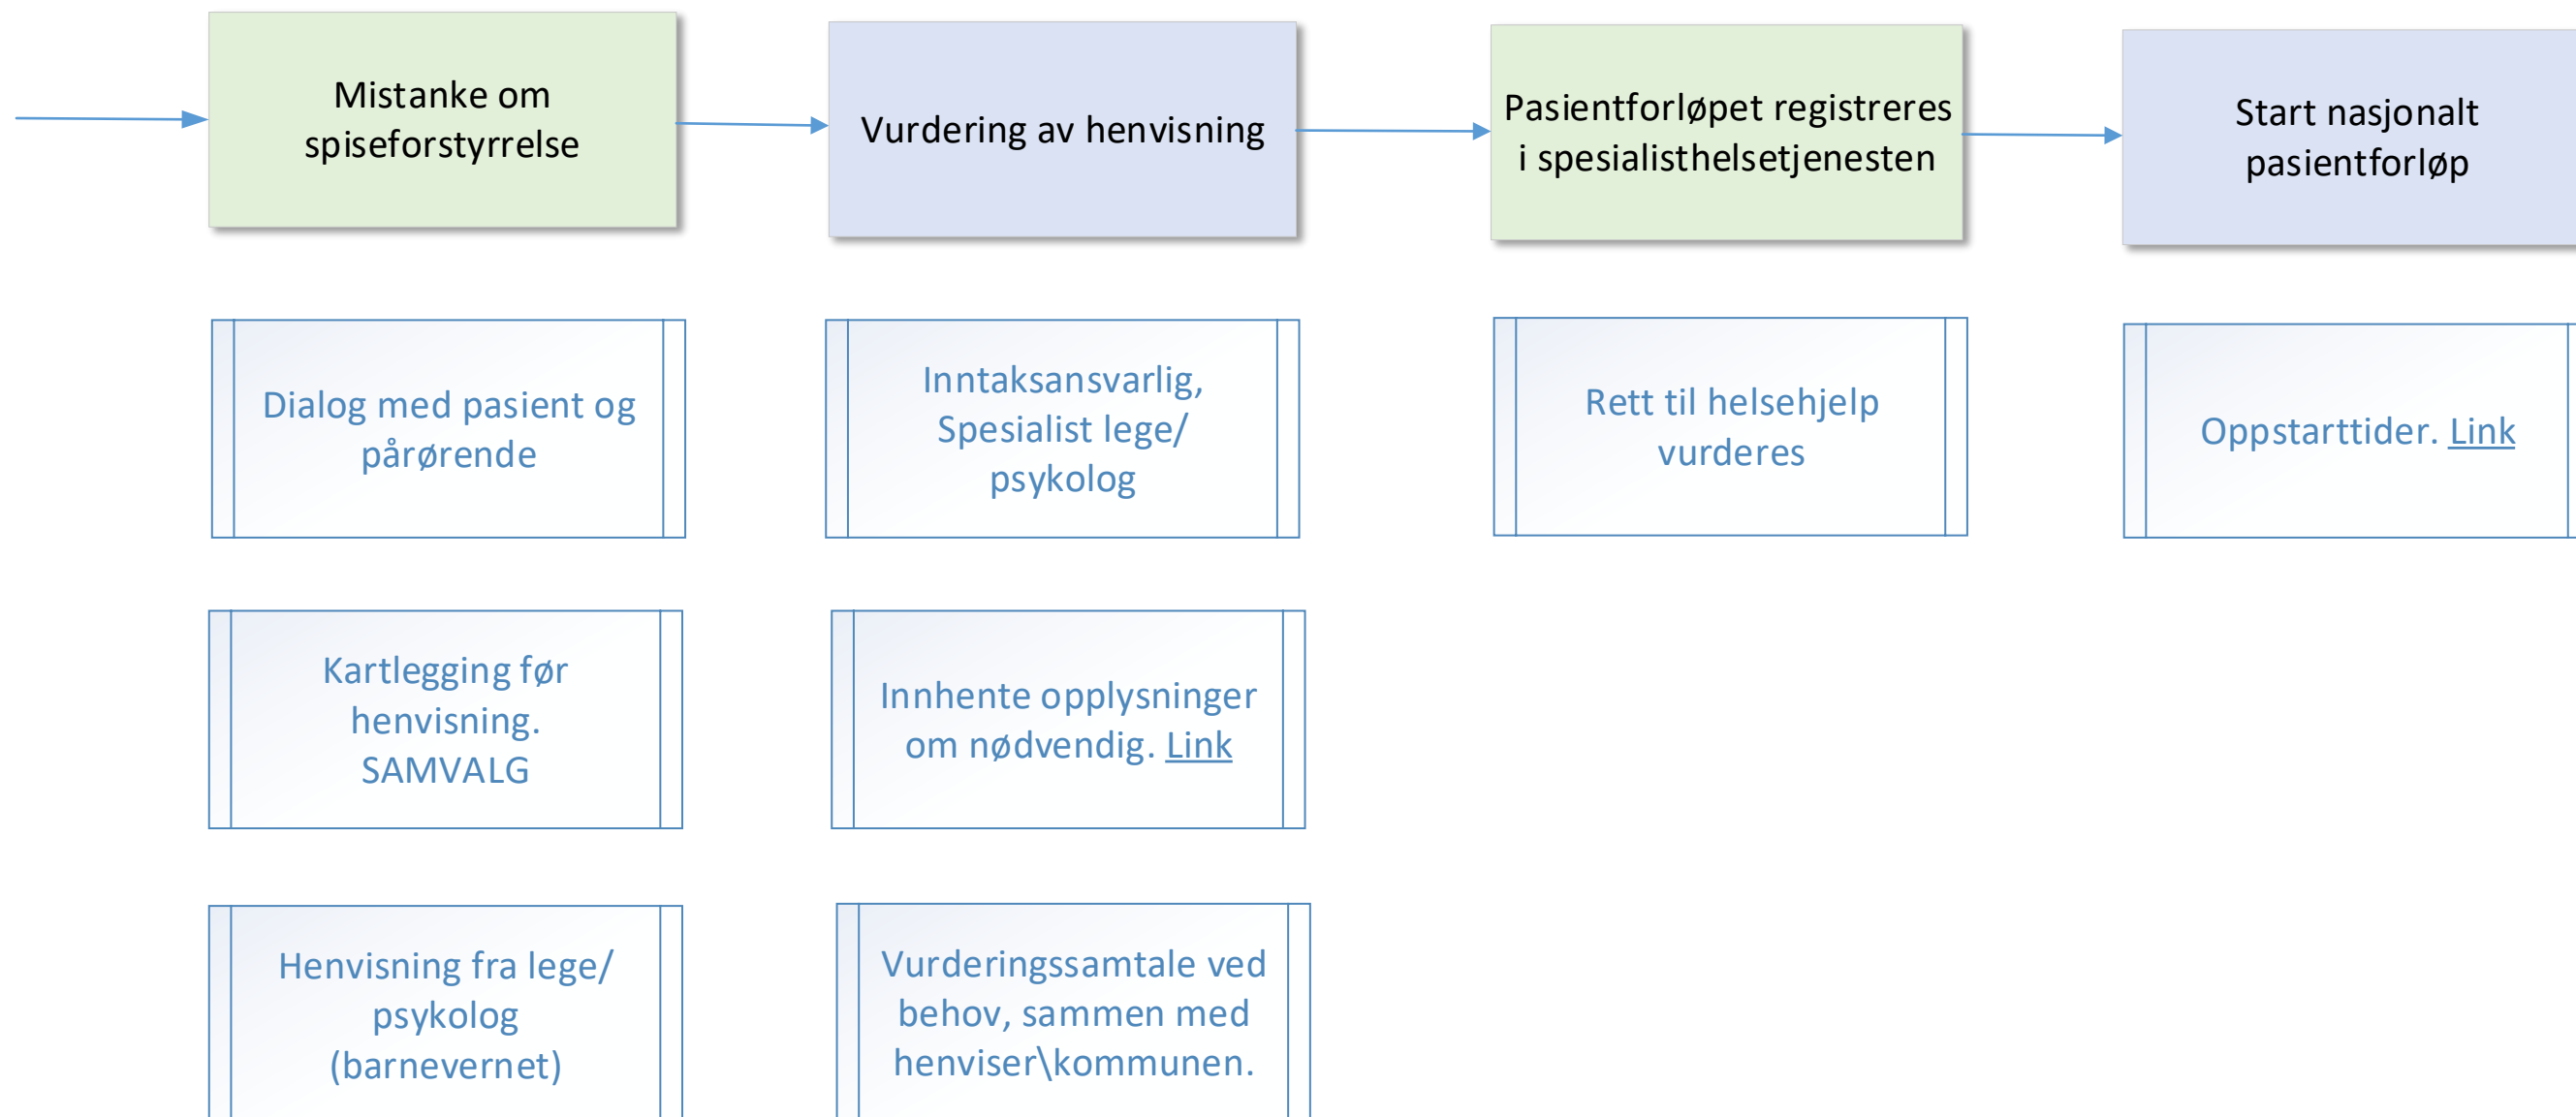 Mistanke om
spiseforstyrrelse
Vurdering av henvisning
Pasientforløpet registreres
i spesialisthelsetjenesten
Start nasjonalt
pasientforløp
Dialog med pasient og
pårørende
Inntaksansvarlig,
Spesialist lege/
psykolog
Rett til helsehjelp
vurderes
Oppstarttider. Link
Kartlegging før
henvisning.
SAMVALG
Innhente opplysninger
om nødvendig. Link
Henvisning fra lege/
psykolog
(barnevernet)
Vurderingssamtale ved
behov, sammen med
henviser\kommunen.